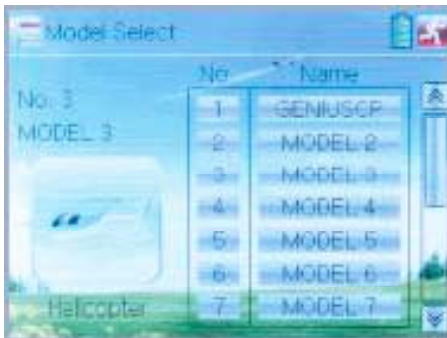 Model Select
No. 3
MODEL 3
No Name
1 GENIUSCP
2 MODEL 2
3 MODEL 3
4 MODEL 4
5 MODEL 5
6 MODEL 6
7 MODEL 7
Helicopter